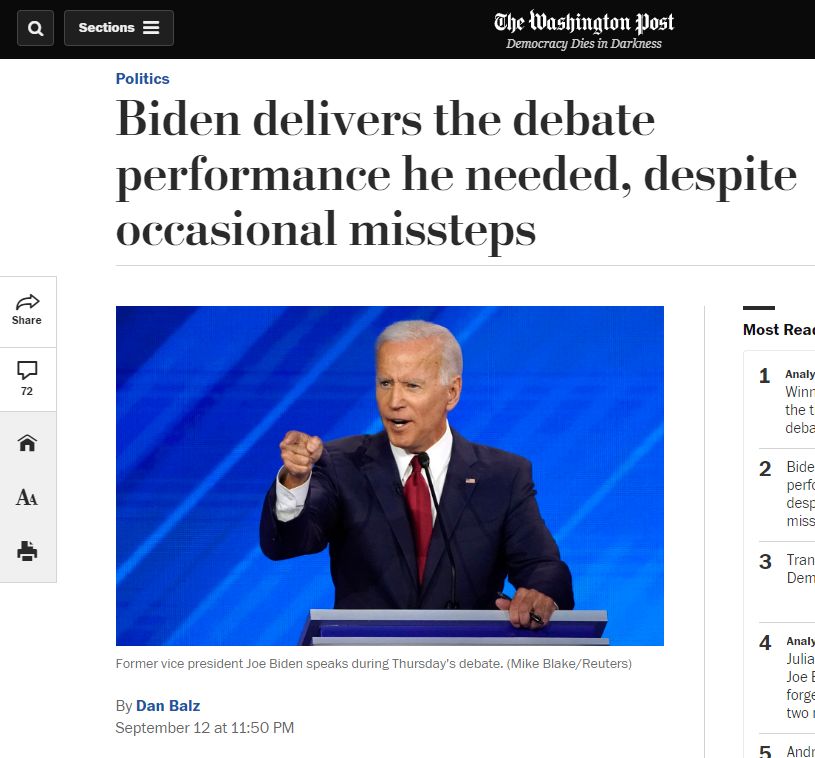 Sections
The Washington Post
Democracy Dies in Darkness
Politics
Biden delivers the debate
performance he needed, despite
occasional missteps
Share
72
AA
Former vice president Joe Biden speaks during Thursday's debate. (Mike Blake/Reuters)
By Dan Balz
September 12 at 11:50 PM
Most Read
1 Analy
Winn
the t
deba
2 Bide
perfo
desp
miss
3 Tran
Dem
4 Analy
Julia
Joe B
forge
two r
5 Andr